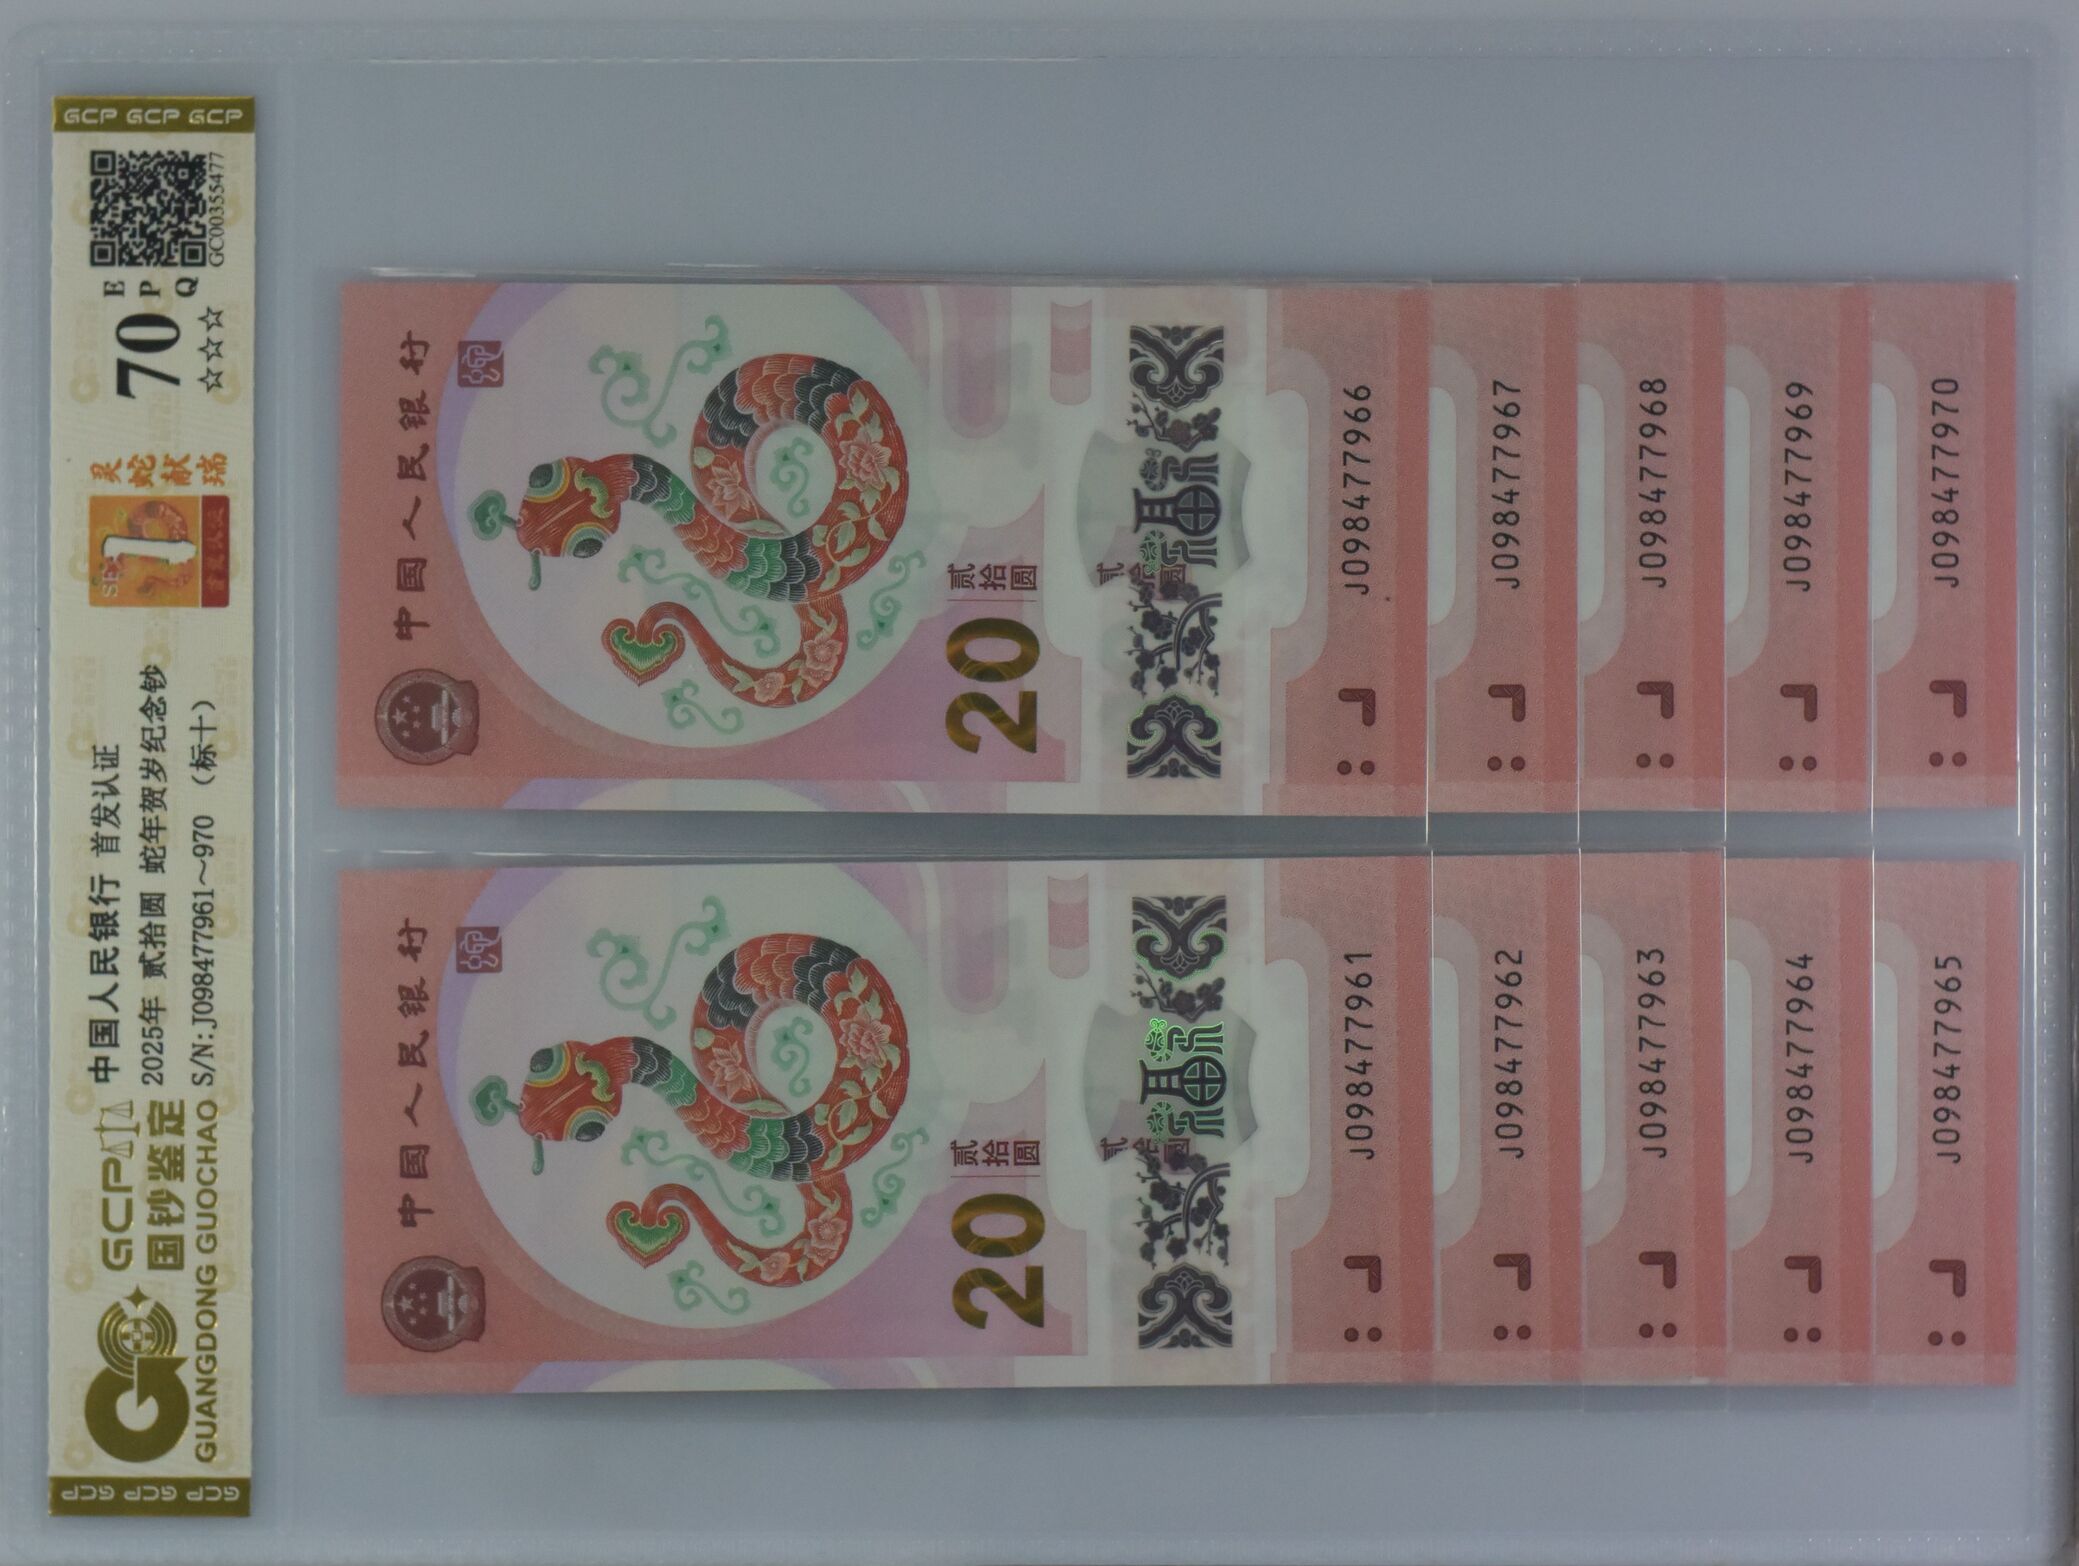 GCP GCP GCP
GCP
国钞鉴定
GUANGDONG GUOCHAO
中国人民银行 首发认证
2025年 贰拾圆 蛇年贺岁纪念钞
S/N:J098477961～970 （标十）
灵蛇献瑞
70
E
P
Q
☆☆☆
GC00355477
GCP GCP GCP
中国人民银行
20
贰拾圆
福
J098477961
J098477962
J098477963
J098477964
J098477965
中国人民银行
20
贰拾圆
福
J098477966
J098477967
J098477968
J098477969
J098477970